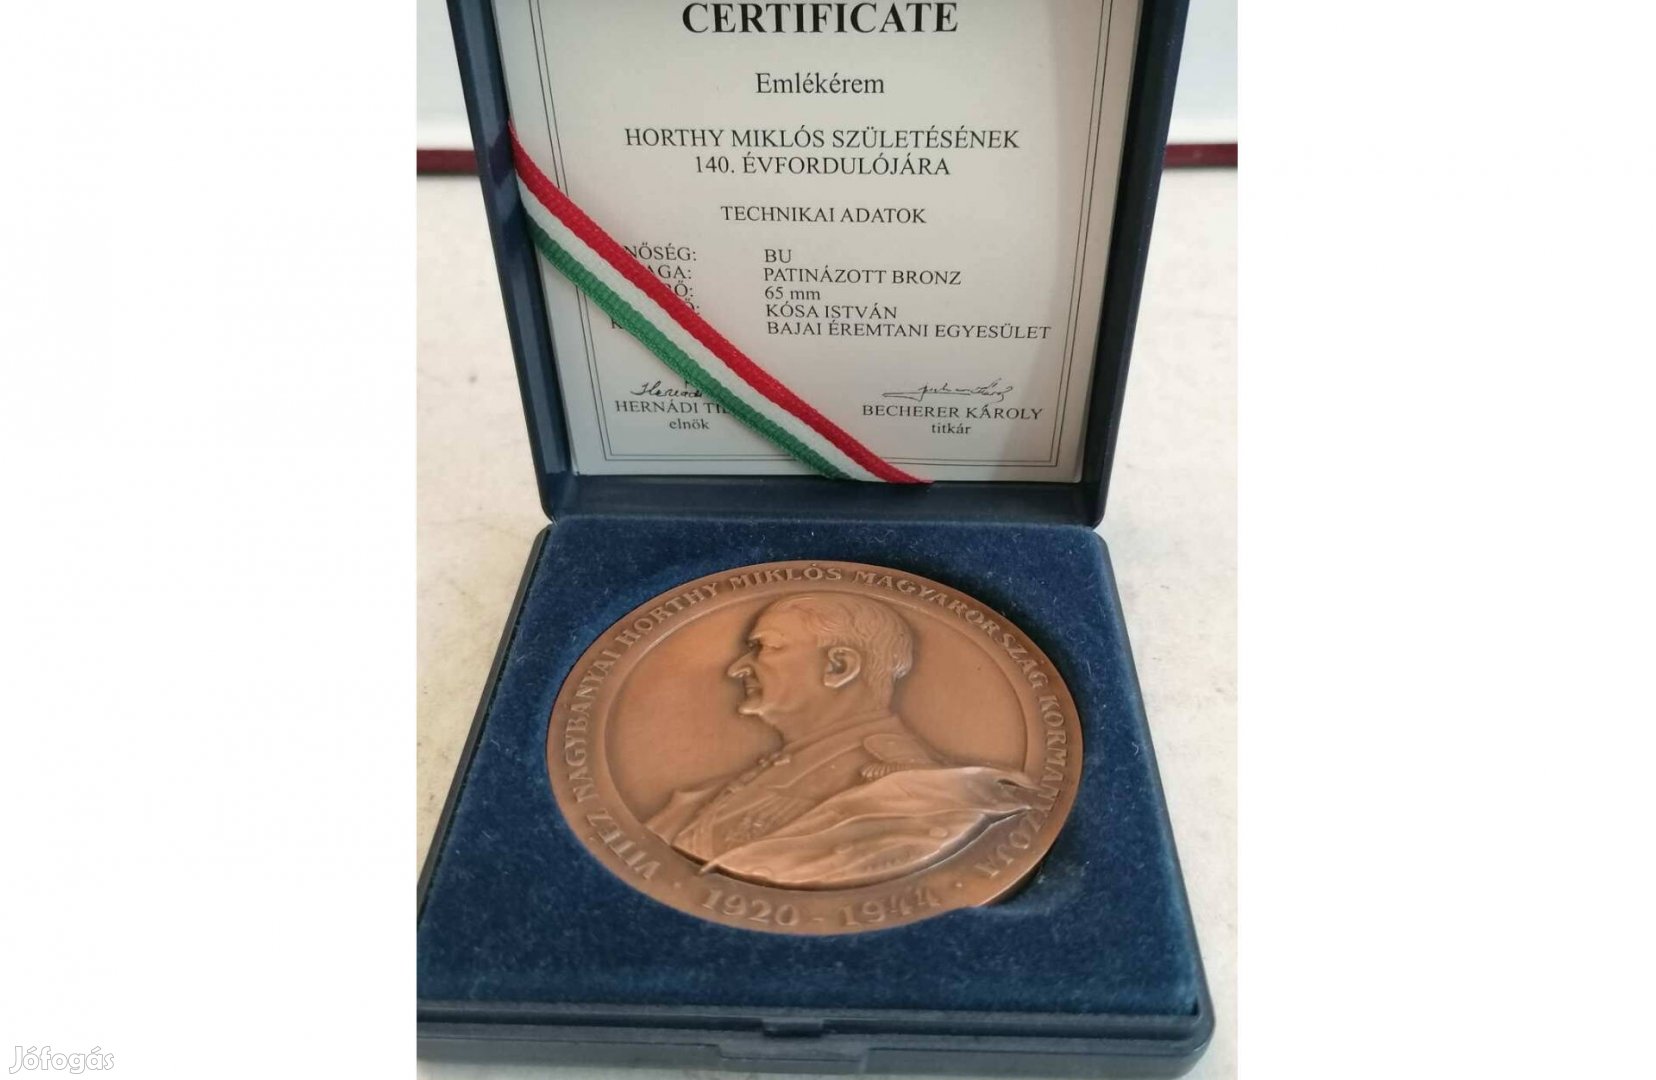 CERTIFICATE
Emlékérem
HORTHY MIKLÓS SZÜLETÉSÉNEK
140. ÉVFORDULÓJÁRA
TECHNIKAI ADATOK
BU
PATINÁZOTT BRONZ
65 mm
KÓSA ISTVÁN
BAJAI ÉREMTANI EGYESÜLET
HERNÁDI
BECHERER KÁROLY
elnök
titkár
VITÉZ NAGYBÁNYAI HORTHY MIKLÓS MAGYARORSZÁG KORMÁNYZÓJA
· 1920 - 1944 ·
Jófogás